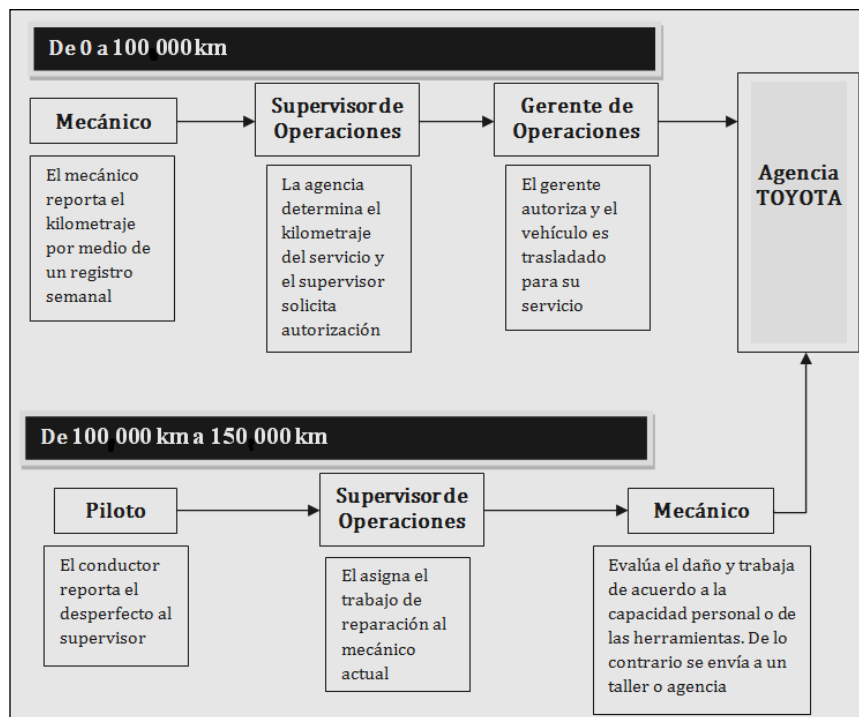 De 0 a 100,000 km
Mecánico
Supervisor de
Operaciones
Gerente de
Operaciones
Agencia
TOYOTA
El mecánico
reporta el
kilometraje
por medio de
un registro
semanal
La agencia
determina el
kilometraje
del servicio y
el supervisor
solicita
autorización
El gerente
autoriza y el
vehículo es
trasladado
para su
servicio
De 100,000 km a 150,000 km
Piloto
Supervisor de
Operaciones
Mecánico
El conductor
reporta el
desperfecto al
supervisor
El asigna el
trabajo de
reparación al
mecánico
actual
Evalúa el daño y trabaja
de acuerdo a la
capacidad personal o de
las herramientas. De lo
contrario se envía a un
taller o agencia